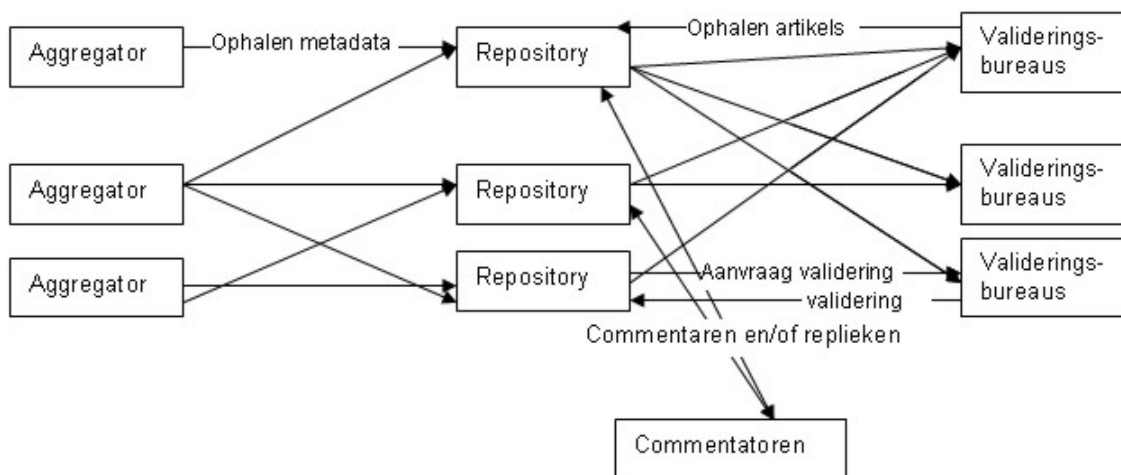 Aggregator
Ophalen metadata
Repository
Ophalen artikels
Validerings-
bureaus
Aggregator
Repository
Validerings-
bureaus
Aggregator
Repository
Aanvraag validering
validering
Validerings-
bureaus
Commentaren en/of replieken
Commentatoren